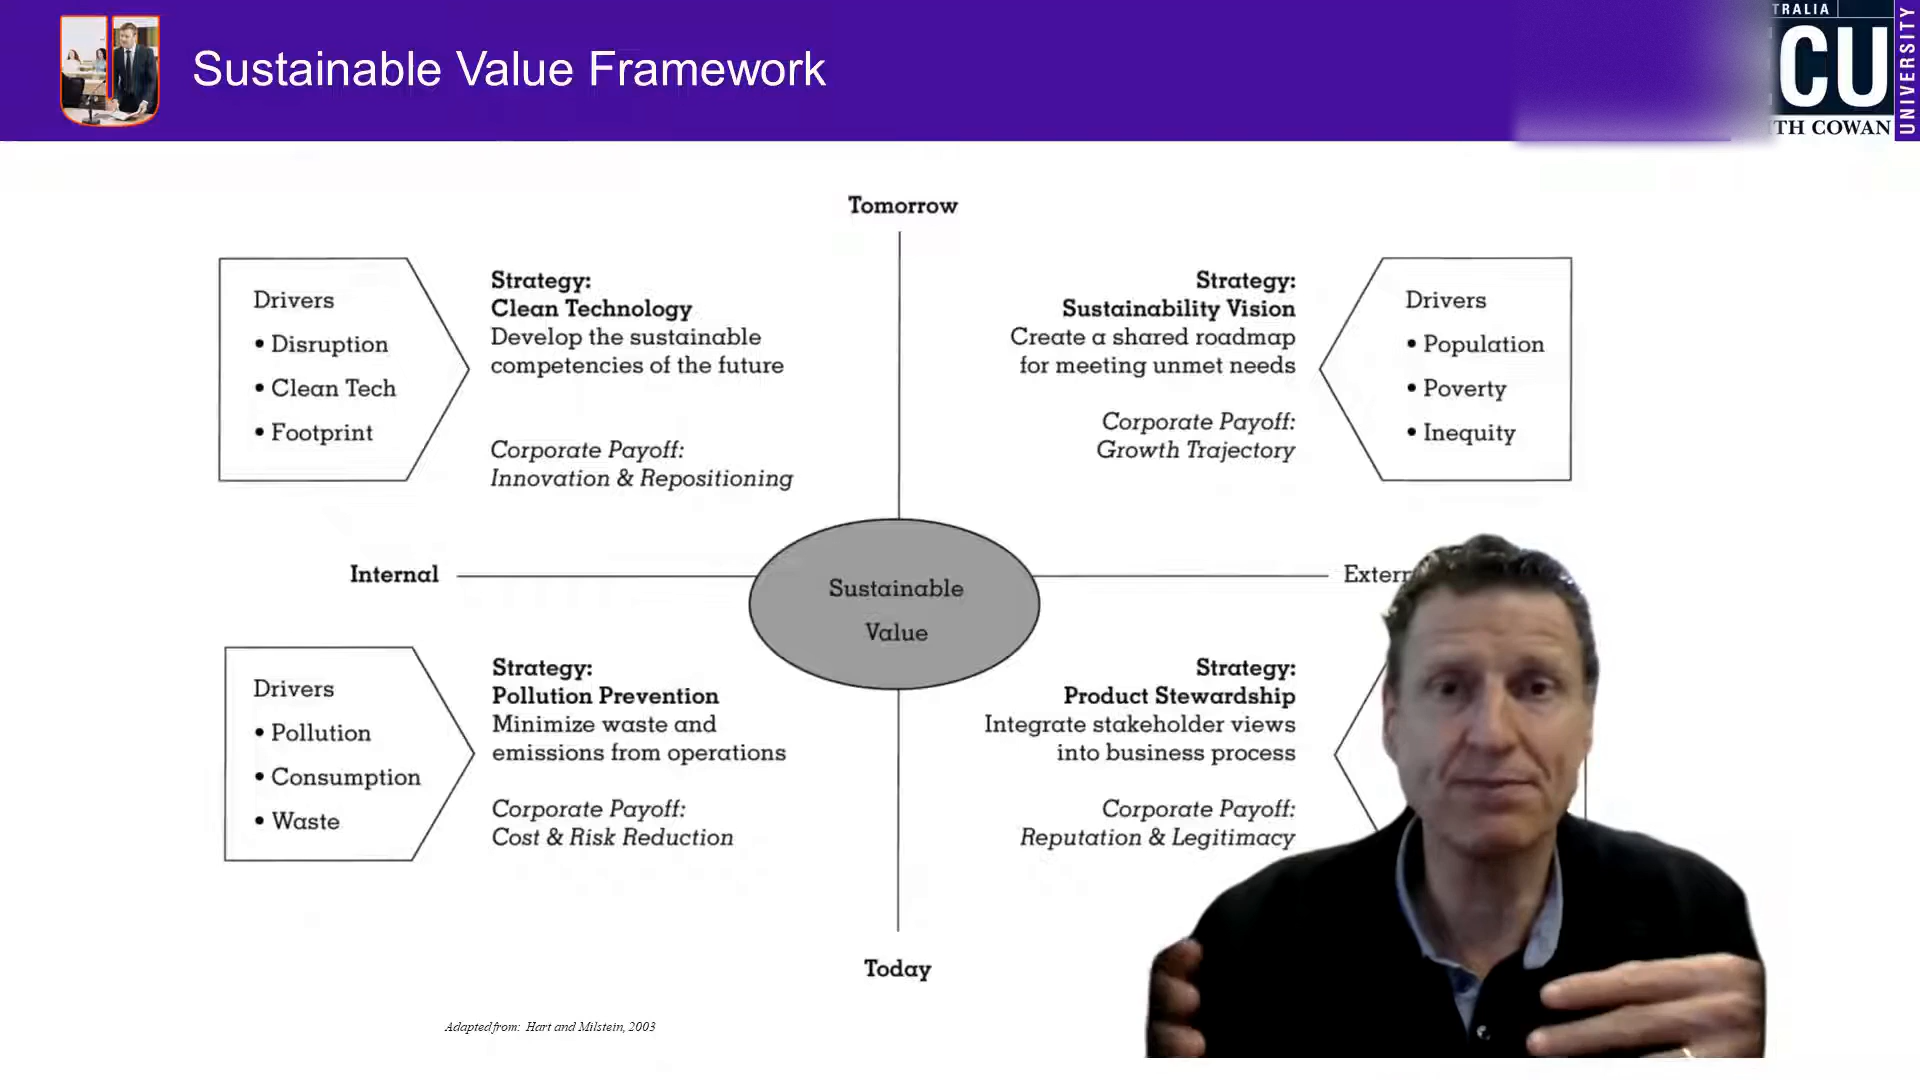 Sustainable Value Framework
TRALIA
CU
TH COWAN
UNIVERSITY
Tomorrow
Drivers
• Disruption
• Clean Tech
• Footprint
Strategy:
Clean Technology
Develop the sustainable
competencies of the future
Corporate Payoff:
Innovation & Repositioning
Strategy:
Sustainability Vision
Create a shared roadmap
for meeting unmet needs
Corporate Payoff:
Growth Trajectory
Drivers
• Population
• Poverty
• Inequity
Internal
Sustainable
Value
Extern
Drivers
• Pollution
• Consumption
• Waste
Strategy:
Pollution Prevention
Minimize waste and
emissions from operations
Corporate Payoff:
Cost & Risk Reduction
Strategy:
Product Stewardship
Integrate stakeholder views
into business process
Corporate Payoff:
Reputation & Legitimacy
Today
Adapted from: Hart and Milstein, 2003